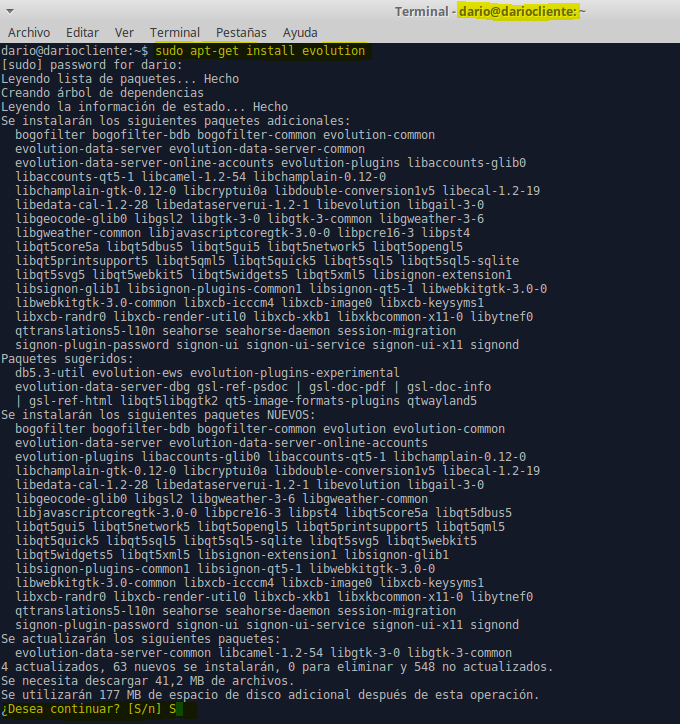 Terminal - dario@dariocliente: ~
Archivo Editar Ver Terminal Pestañas Ayuda
dario@dariocliente:~$ sudo apt-get install evolution
[sudo] password for dario:
Leyendo lista de paquetes... Hecho
Creando árbol de dependencias
Leyendo la información de estado... Hecho
Se instalarán los siguientes paquetes adicionales:
bogofilter bogofilter-bdb bogofilter-common evolution-common
evolution-data-server evolution-data-server-common
evolution-data-server-online-accounts evolution-plugins libaccounts-glib0
libaccounts-qt5-1 libcamel-1.2-54 libchamplain-0.12-0
libchamplain-gtk-0.12-0 libcryptui0a libdouble-conversion1v5 libecal-1.2-19
libedata-cal-1.2-28 libedataserverui-1.2-1 libevolution libgail-3-0
libgeocode-glib0 libgsl2 libgtk-3-0 libgtk-3-common libgweather-3-6
libgweather-common libjavascriptcoregtk-3.0-0 libpcre16-3 libpst4
libqt5core5a libqt5dbus5 libqt5gui5 libqt5network5 libqt5opengl5
libqt5printsupport5 libqt5qml5 libqt5quick5 libqt5sql5 libqt5sql5-sqlite
libqt5svg5 libqt5webkit5 libqt5widgets5 libqt5xml5 libsignon-extension1
libsignon-glib1 libsignon-plugins-common1 libsignon-qt5-1 libwebkitgtk-3.0-0
libwebkitgtk-3.0-common libxcb-icccm4 libxcb-image0 libxcb-keysyms1
libxcb-randr0 libxcb-render-util0 libxcb-xkb1 libxkbcommon-x11-0 libytnef0
qttranslations5-l10n seahorse seahorse-daemon session-migration
signon-plugin-password signon-ui signon-ui-service signon-ui-x11 signond
Paquetes sugeridos:
db5.3-util evolution-ews evolution-plugins-experimental
evolution-data-server-dbg gsl-ref-psdoc | gsl-doc-pdf | gsl-doc-info
| gsl-ref-html libqt5libqgtk2 qt5-image-formats-plugins qtwayland5
Se instalarán los siguientes paquetes NUEVOS:
bogofilter bogofilter-bdb bogofilter-common evolution evolution-common
evolution-data-server evolution-data-server-online-accounts
evolution-plugins libaccounts-glib0 libaccounts-qt5-1 libchamplain-0.12-0
libchamplain-gtk-0.12-0 libcryptui0a libdouble-conversion1v5 libecal-1.2-19
libedata-cal-1.2-28 libedataserverui-1.2-1 libevolution libgail-3-0
libgeocode-glib0 libgsl2 libgweather-3-6 libgweather-common
libjavascriptcoregtk-3.0-0 libpcre16-3 libpst4 libqt5core5a libqt5dbus5
libqt5gui5 libqt5network5 libqt5opengl5 libqt5printsupport5 libqt5qml5
libqt5quick5 libqt5sql5 libqt5sql5-sqlite libqt5svg5 libqt5webkit5
libqt5widgets5 libqt5xml5 libsignon-extension1 libsignon-glib1
libsignon-plugins-common1 libsignon-qt5-1 libwebkitgtk-3.0-0
libwebkitgtk-3.0-common libxcb-icccm4 libxcb-image0 libxcb-keysyms1
libxcb-randr0 libxcb-render-util0 libxcb-xkb1 libxkbcommon-x11-0 libytnef0
qttranslations5-l10n seahorse seahorse-daemon session-migration
signon-plugin-password signon-ui signon-ui-service signon-ui-x11 signond
Se actualizarán los siguientes paquetes:
evolution-data-server-common libcamel-1.2-54 libgtk-3-0 libgtk-3-common
4 actualizados, 63 nuevos se instalarán, 0 para eliminar y 548 no actualizados.
Se necesita descargar 41,2 MB de archivos.
Se utilizarán 177 MB de espacio de disco adicional después de esta operación.
¿Desea continuar? [S/n] S